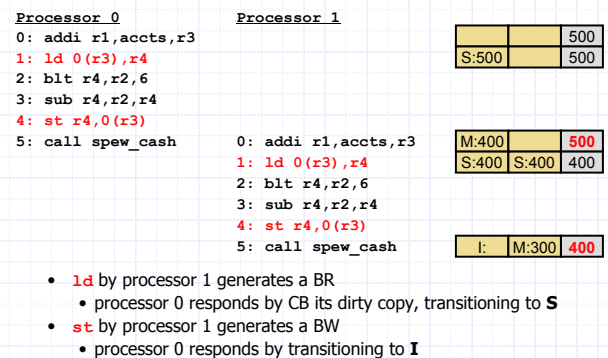 Processor 0 Processor 1
0: addi r1,accts,r3 500
1: ld 0(r3),r4 S:500 500
2: blt r4,r2,6
3: sub r4,r2,r4
4: st r4,0(r3)
5: call spew_cash 0: addi r1,accts,r3 M:400 500
1: ld 0(r3),r4 S:400 S:400 400
2: blt r4,r2,6
3: sub r4,r2,r4
4: st r4,0(r3)
5: call spew_cash I: M:300 400
• ld by processor 1 generates a BR
• processor 0 responds by CB its dirty copy, transitioning to S
• st by processor 1 generates a BW
• processor 0 responds by transitioning to I